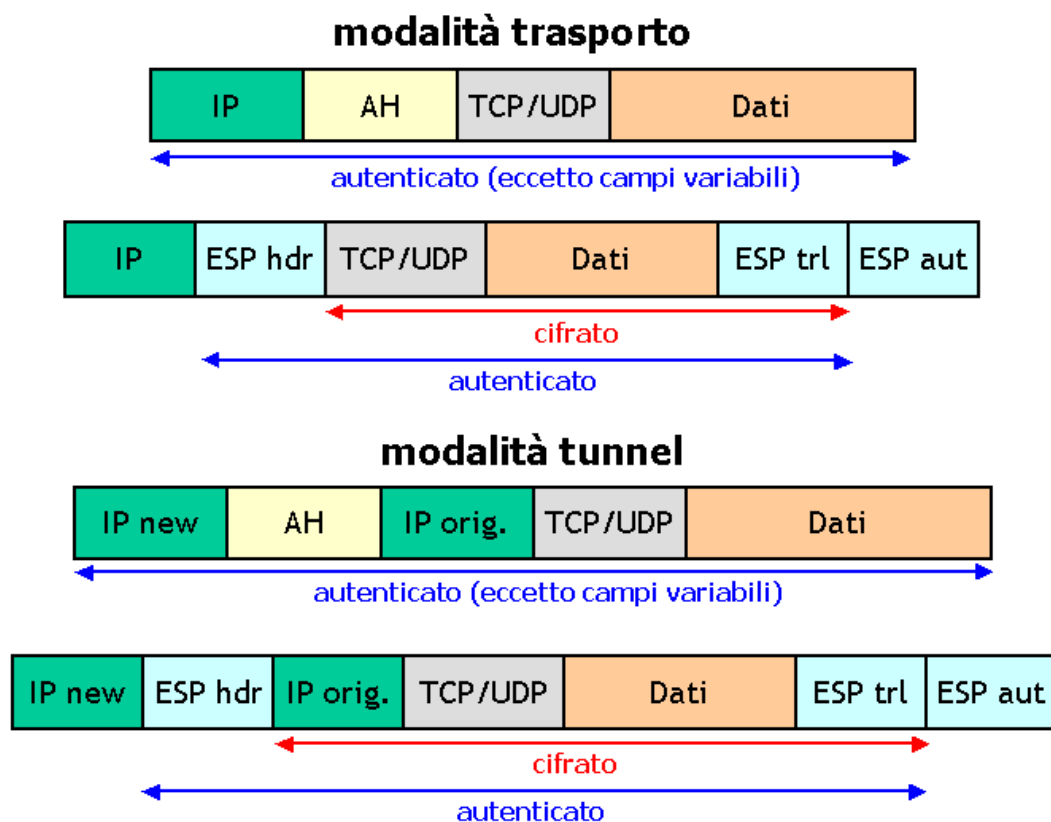 modalità trasporto
IP AH TCP/UDP Dati
autenticato (eccetto campi variabili)
IP ESP hdr TCP/UDP Dati ESP trl ESP aut
cifrato
autenticato
modalità tunnel
IP new AH IP orig. TCP/UDP Dati
autenticato (eccetto campi variabili)
IP new ESP hdr IP orig. TCP/UDP Dati ESP trl ESP aut
cifrato
autenticato